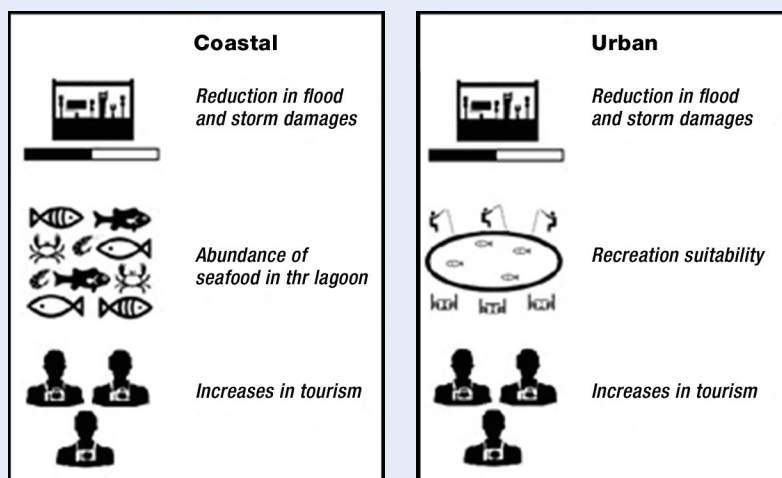 Coastal
Reduction in flood
and storm damages
Abundance of
seafood in thr lagoon
Increases in tourism
Urban
Reduction in flood
and storm damages
Recreation suitability
Increases in tourism